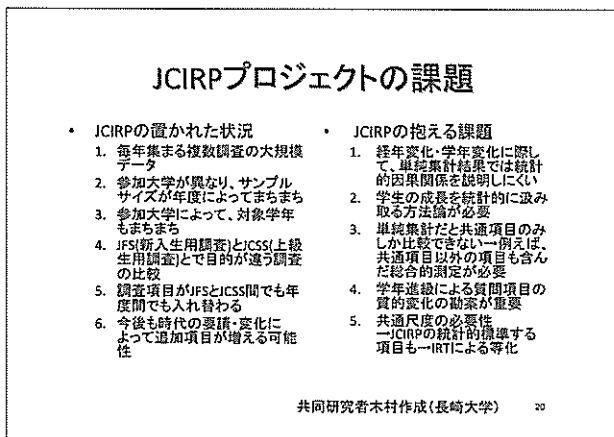 JCIRPプロジェクトの課題
• JCIRPの置かれた状況
1. 毎年集まる複数調査の大規模
データ
2. 参加大学が異なり、サンプル
サイズが年度によってまちまち
3. 参加大学によって、対象学年
もまちまち
4. JFS(新入生用調査)とJCSS(上級
生用調査)とで目的が違う調査
の比較
5. 調査項目がJFSとJCSS間でも年
度間でも入れ替わる
6. 今後も時代の要請・変化に
よって追加項目が増える可能
性
• JCIRPの抱える課題
1. 経年変化・学年変化に際し
て、単純集計結果では統計
的因果関係を説明しにくい
2. 学生の成長を統計的に汲み
取る方法論が必要
3. 単純集計だと共通項目のみ
しか比較できない→例えば、
共通項目以外の項目も含ん
だ総合的測定が必要
4. 学年進級による質問項目の
質的変化の勘案が重要
5. 共通尺度の必要性
→JCIRPの統計的標準する
項目も→IRTによる等化
共同研究者木村作成(長崎大学)
20